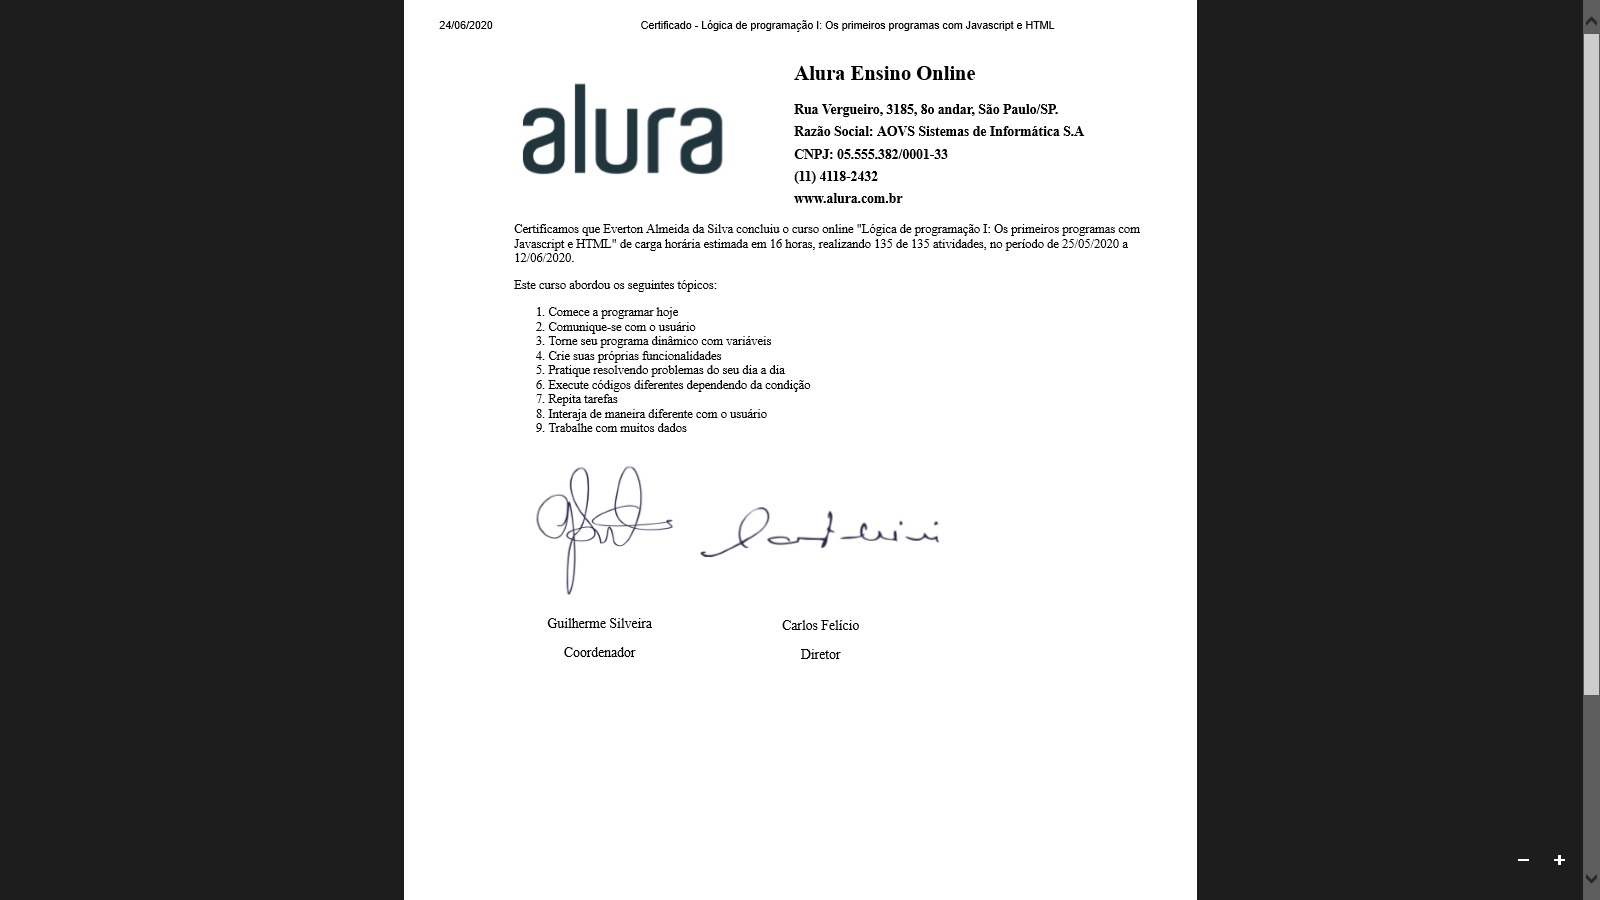 24/06/2020
Certificado - Lógica de programação I: Os primeiros programas com Javascript e HTML
alura
Alura Ensino Online
Rua Vergueiro, 3185, 8o andar, São Paulo/SP.
Razão Social: AOVS Sistemas de Informática S.A
CNPJ: 05.555.382/0001-33
(11) 4118-2432
www.alura.com.br
Certificamos que Everton Almeida da Silva concluiu o curso online "Lógica de programação I: Os primeiros programas com
Javascript e HTML" de carga horária estimada em 16 horas, realizando 135 de 135 atividades, no período de 25/05/2020 a
12/06/2020.
Este curso abordou os seguintes tópicos:
1. Comece a programar hoje
2. Comunique-se com o usuário
3. Torne seu programa dinâmico com variáveis
4. Crie suas próprias funcionalidades
5. Pratique resolvendo problemas do seu dia a dia
6. Execute códigos diferentes dependendo da condição
7. Repita tarefas
8. Interaja de maneira diferente com o usuário
9. Trabalhe com muitos dados
Guilherme Silveira
Coordenador
Carlos Felício
Diretor